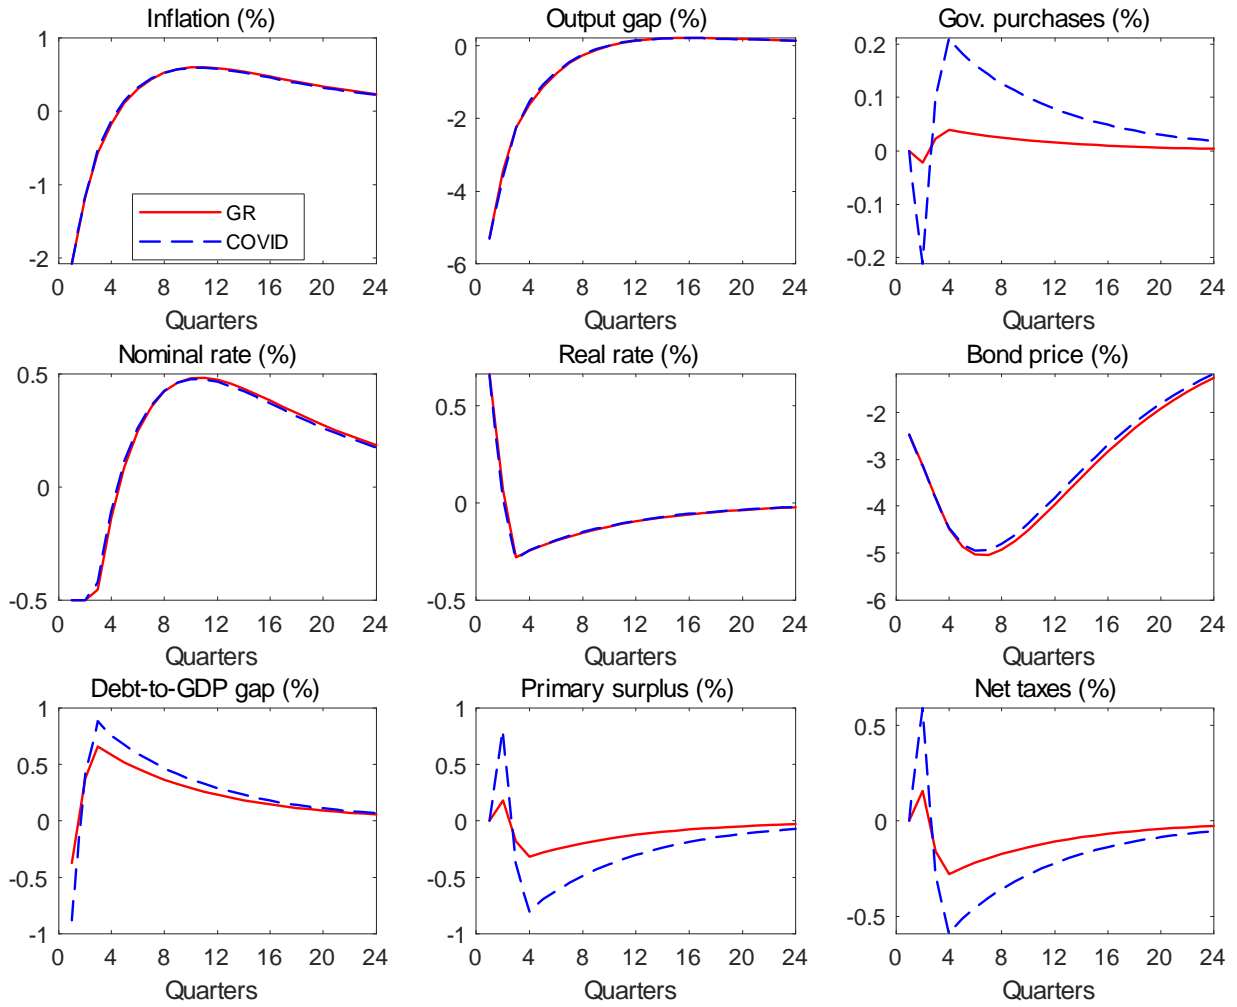 Inflation (%)
1
0
-1
-2
GR
COVID
0 4 8 12 16 20 24
Quarters
Output gap (%)
0
-2
-4
-6
0 4 8 12 16 20 24
Quarters
Gov. purchases (%)
0.2
0.1
0
-0.1
-0.2
0 4 8 12 16 20 24
Quarters
Nominal rate (%)
0.5
0
-0.5
0 4 8 12 16 20 24
Quarters
Real rate (%)
0.5
0
-0.5
0 4 8 12 16 20 24
Quarters
Bond price (%)
-2
-3
-4
-5
-6
0 4 8 12 16 20 24
Quarters
Debt-to-GDP gap (%)
1
0.5
0
-0.5
-1
0 4 8 12 16 20 24
Quarters
Primary surplus (%)
1
0.5
0
-0.5
-1
0 4 8 12 16 20 24
Quarters
Net taxes (%)
0.5
0
-0.5
0 4 8 12 16 20 24
Quarters